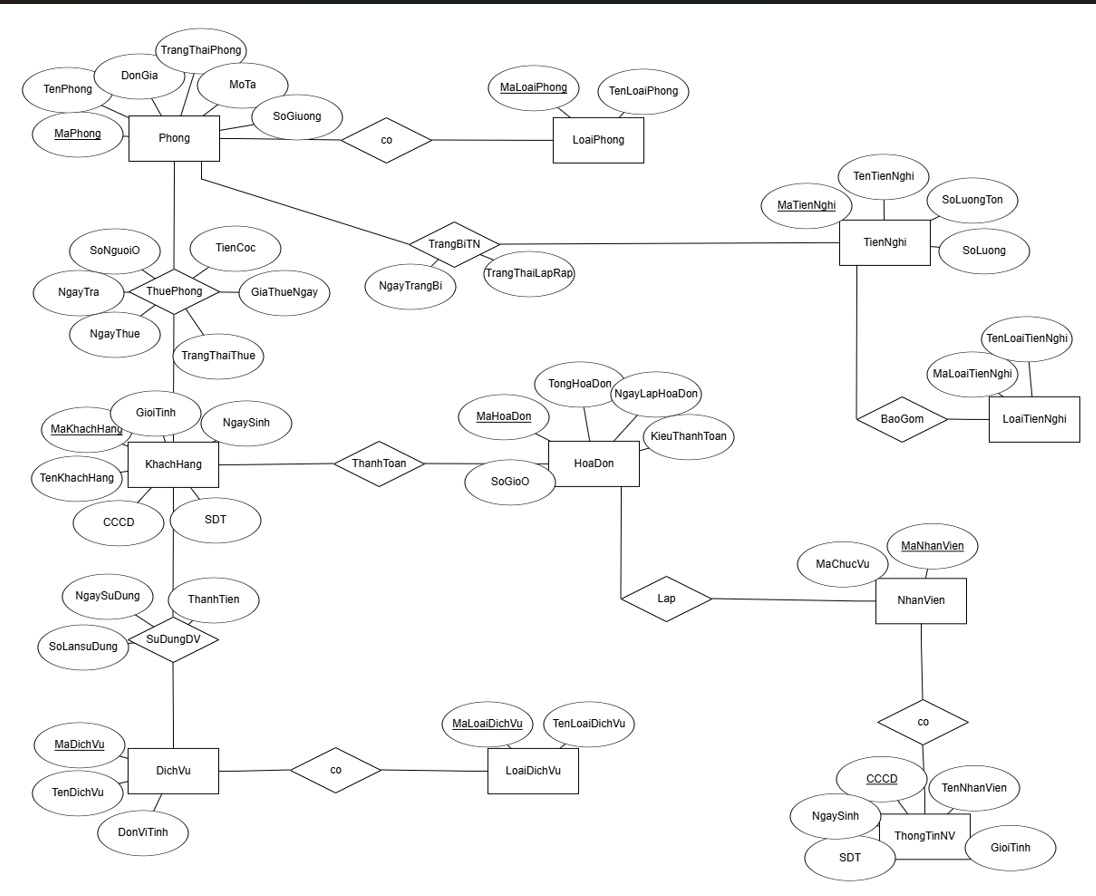 TrangThaiPhong
DonGia
TenPhong
MoTa
SoGiuong
MaPhong
Phong
co
MaLoaiPhong
TenLoaiPhong
LoaiPhong
TenTienNghi
MaTienNghi
SoLuongTon
TienNghi
SoLuong
TrangBiTN
NgayTrangBi
TrangThaiLapRap
SoNguoiO
TienCoc
NgayTra
ThuePhong
GiaThueNgay
NgayThue
TrangThaiThue
TenLoaiTienNghi
MaLoaiTienNghi
BaoGom
LoaiTienNghi
GioiTinh
MaKhachHang
NgaySinh
KhachHang
TenKhachHang
CCCD
SDT
ThanhToan
TongHoaDon
NgayLapHoaDon
MaHoaDon
KieuThanhToan
HoaDon
SoGioO
MaNhanVien
MaChucVu
Lap
NhanVien
NgaySuDung
ThanhTien
SoLansuDung
SuDungDV
MaLoaiDichVu
TenLoaiDichVu
MaDichVu
DichVu
co
LoaiDichVu
TenDichVu
DonViTinh
co
CCCD
TenNhanVien
NgaySinh
ThongTinNV
GioiTinh
SDT